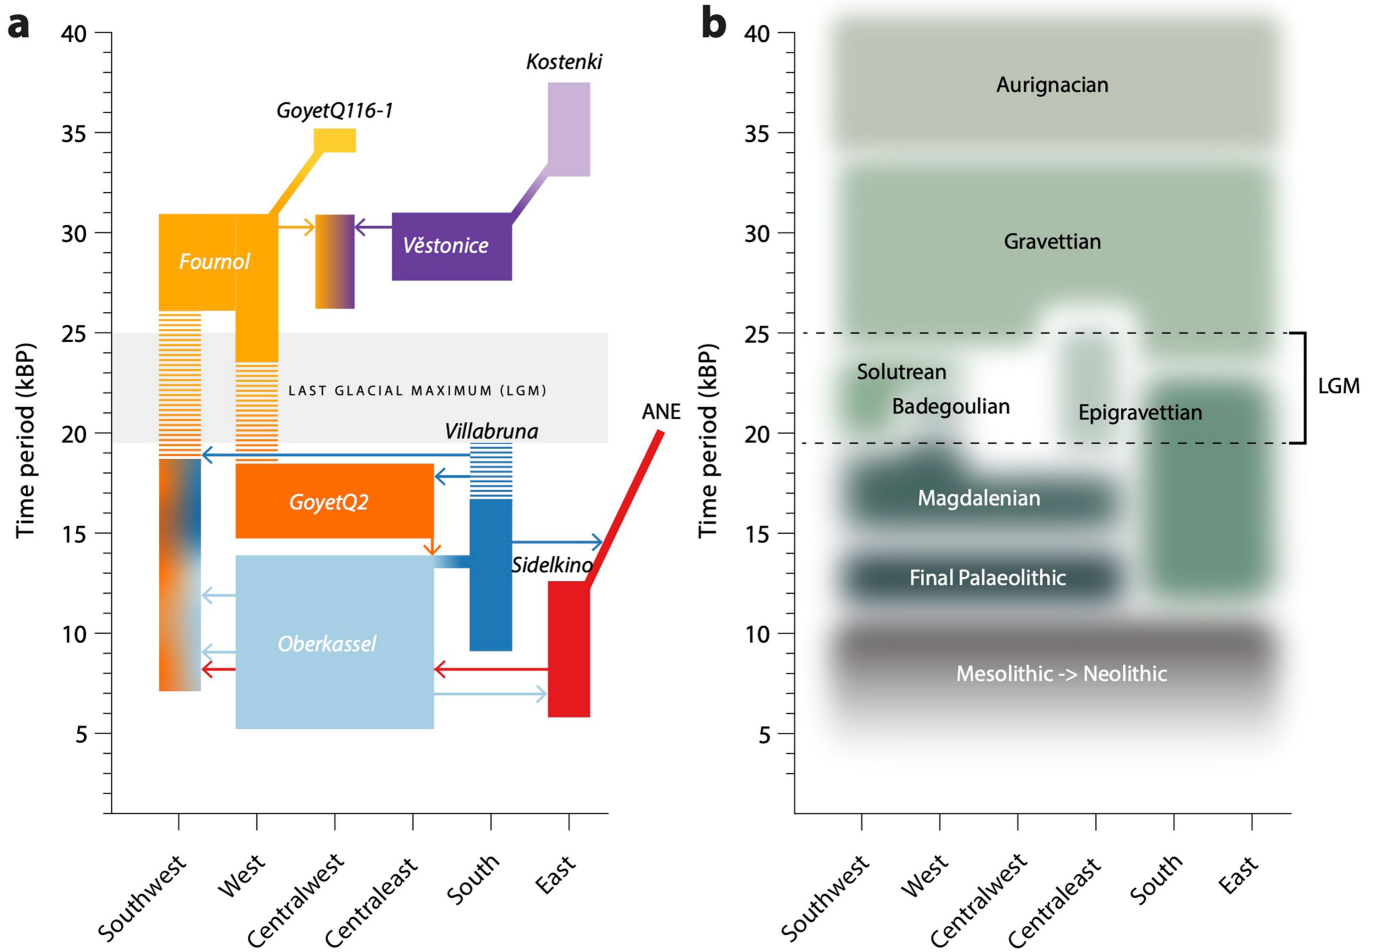 a
40
35
30
25
20
15
10
5
Time period (kBP)
Kostenki
GoyetQ116-1
Fournol
Věstonice
LAST GLACIAL MAXIMUM (LGM)
ANE
Villabruna
GoyetQ2
Sidelkino
Oberkassel
Southwest
West
Centralwest
Centraleast
South
East
b
40
35
30
25
20
15
10
5
Time period (kBP)
Aurignacian
Gravettian
Solutrean
Badegoulian
Epigravettian
LGM
Magdalenian
Final Palaeolithic
Mesolithic -> Neolithic
Southwest
West
Centralwest
Centraleast
South
East